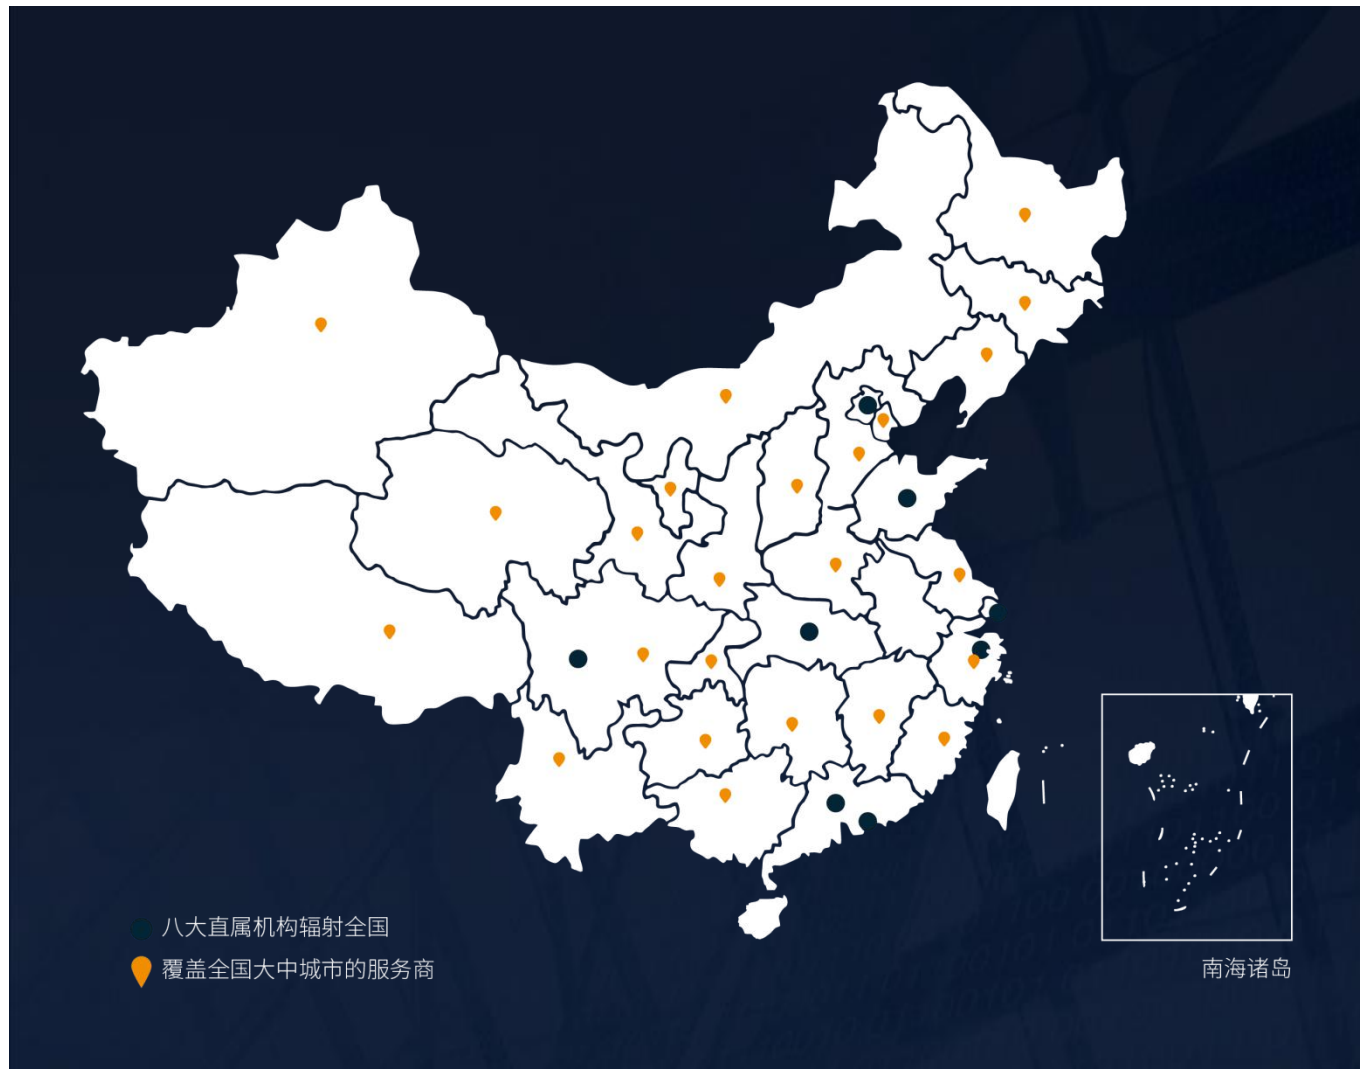 八大直属机构辐射全国
覆盖全国大中城市的服务商
南海诸岛